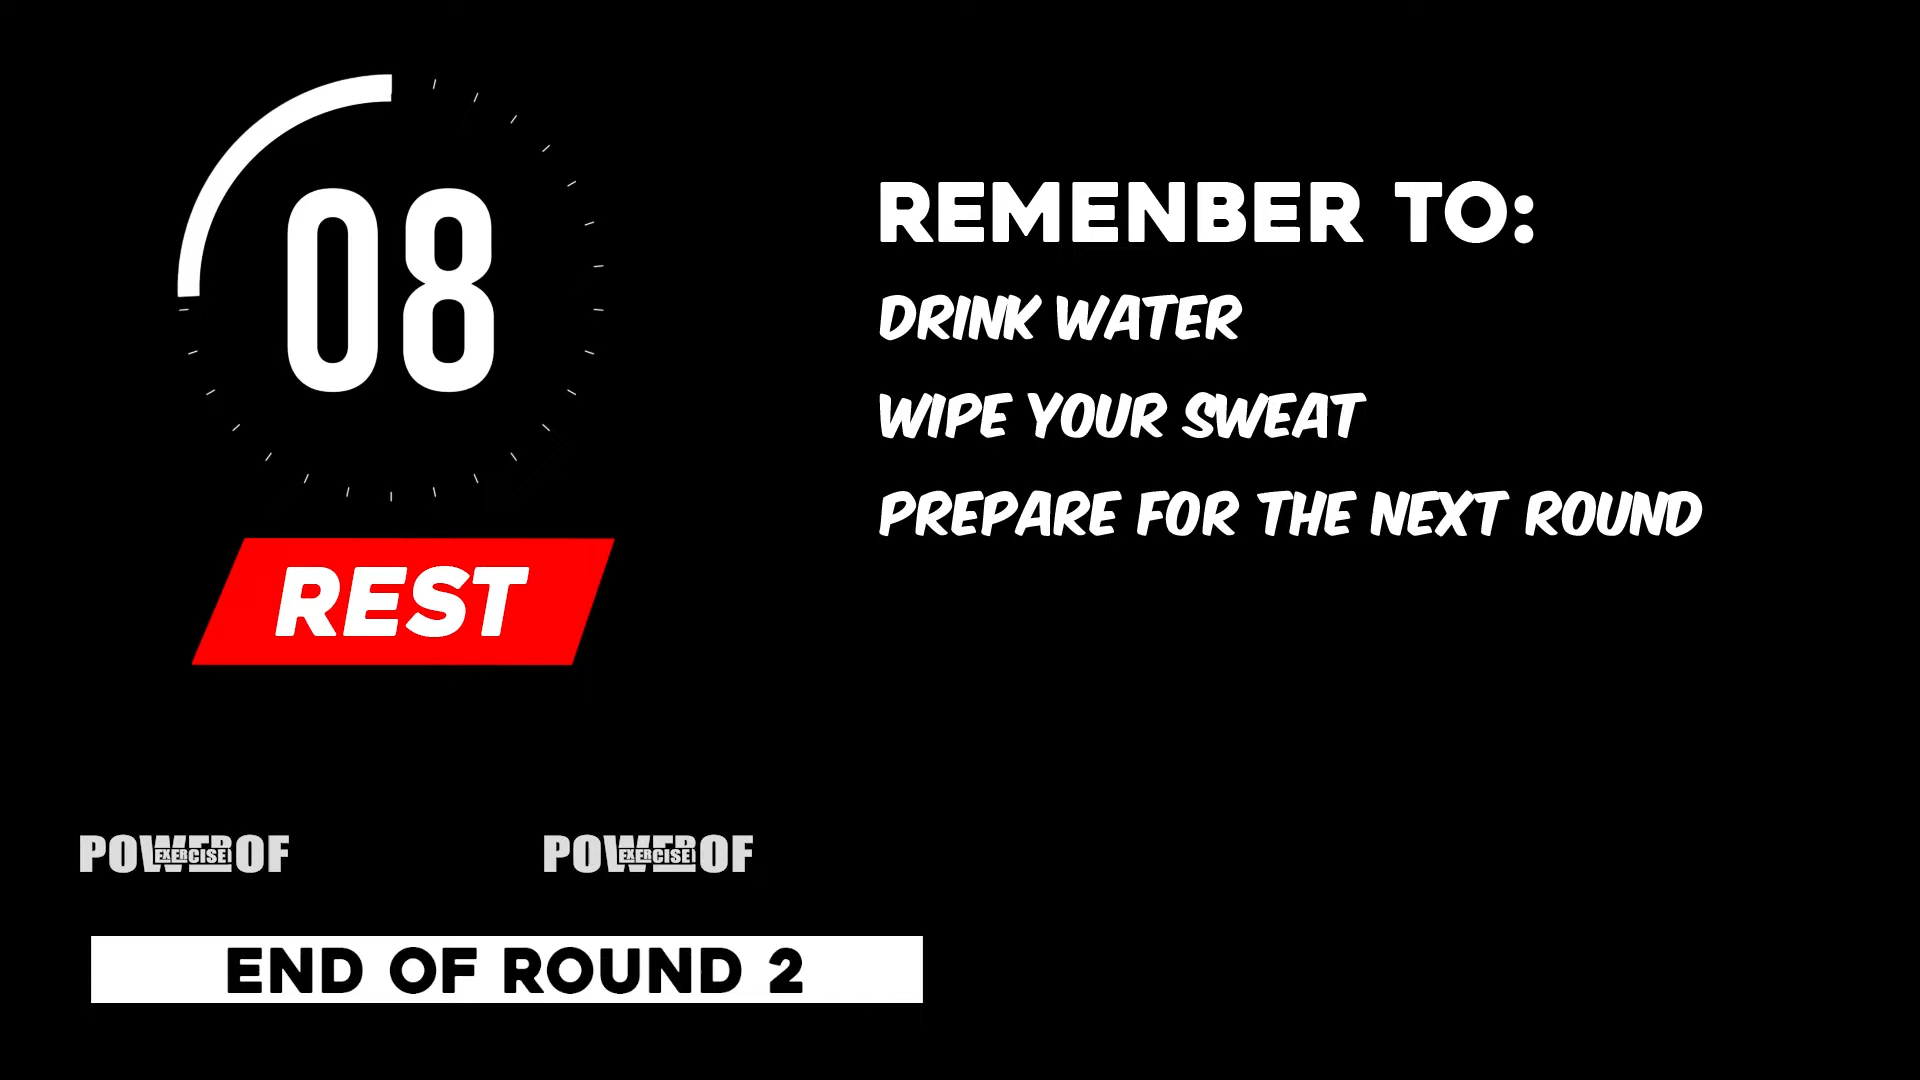 08
REST
REMENBER TO:
DRINK WATER
WIPE YOUR SWEAT
PREPARE FOR THE NEXT ROUND
POWER OF
EXERCISE
POWER OF
EXERCISE
END OF ROUND 2